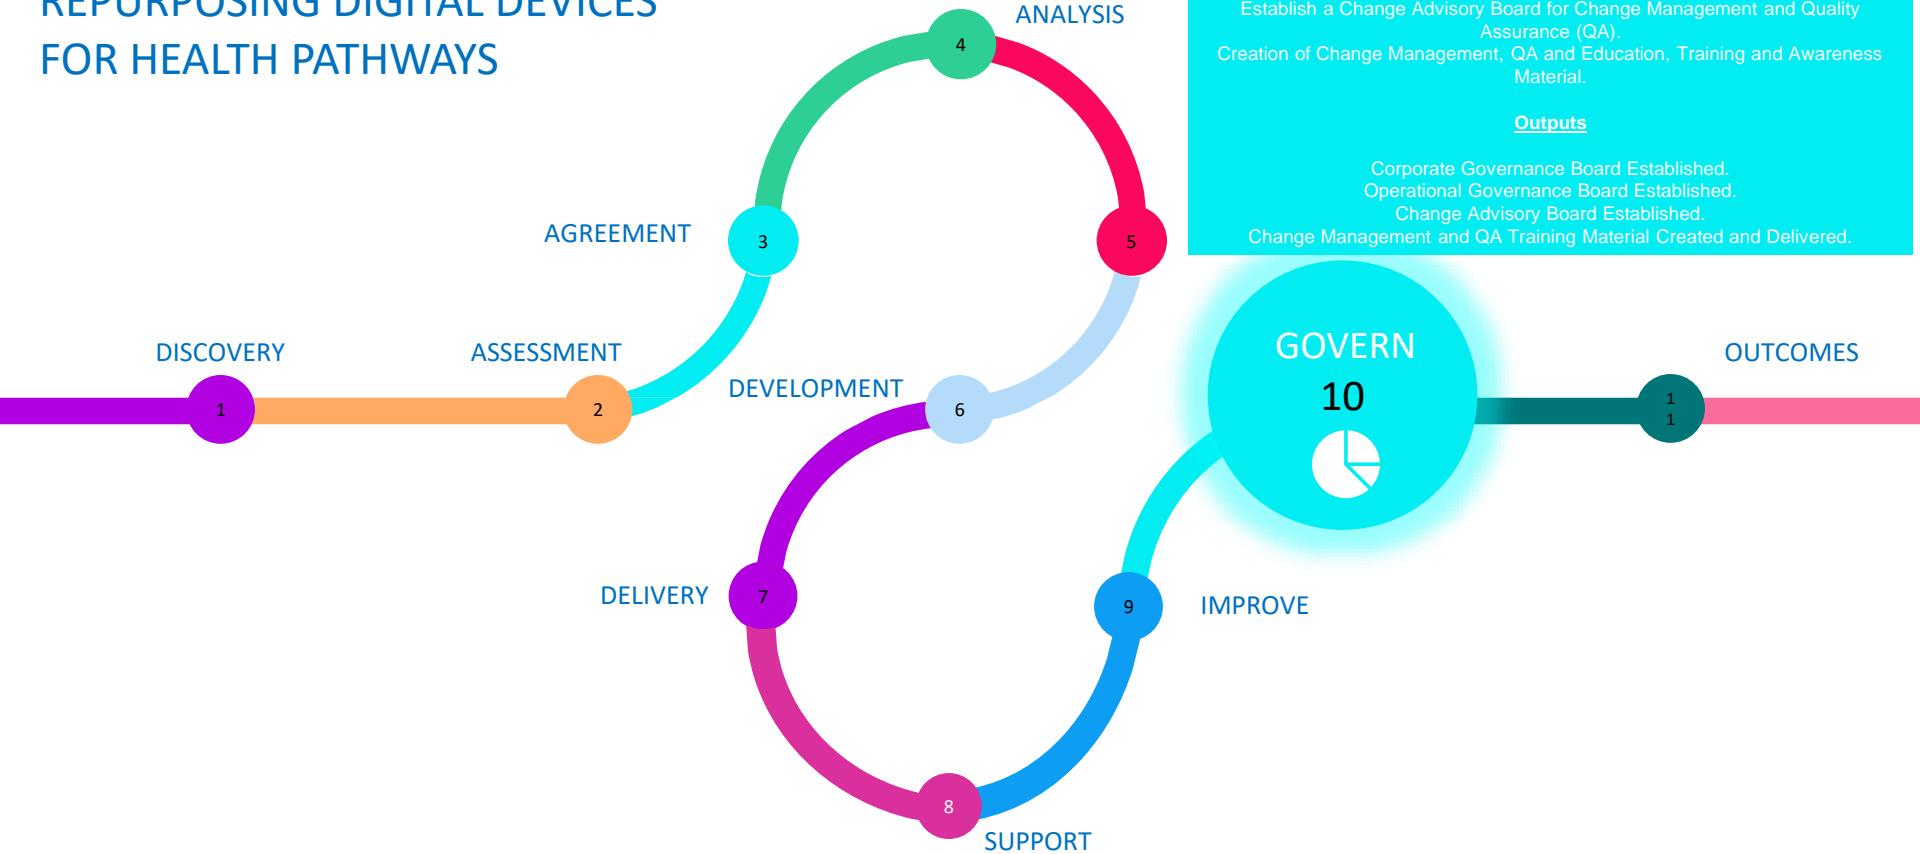 REPURPOSING DIGITAL DEVICES
FOR HEALTH PATHWAYS
ANALYSIS
4
Establish a Change Advisory Board for Change Management and Quality
Assurance (QA).
Creation of Change Management, QA and Education, Training and Awareness
Material.
Outputs
Corporate Governance Board Established.
Operational Governance Board Established.
Change Advisory Board Established.
Change Management and QA Training Material Created and Delivered.
AGREEMENT
3
5
DISCOVERY
1
ASSESSMENT
2
DEVELOPMENT
6
GOVERN
10
OUTCOMES
1
1
DELIVERY
7
9
IMPROVE
8
SUPPORT